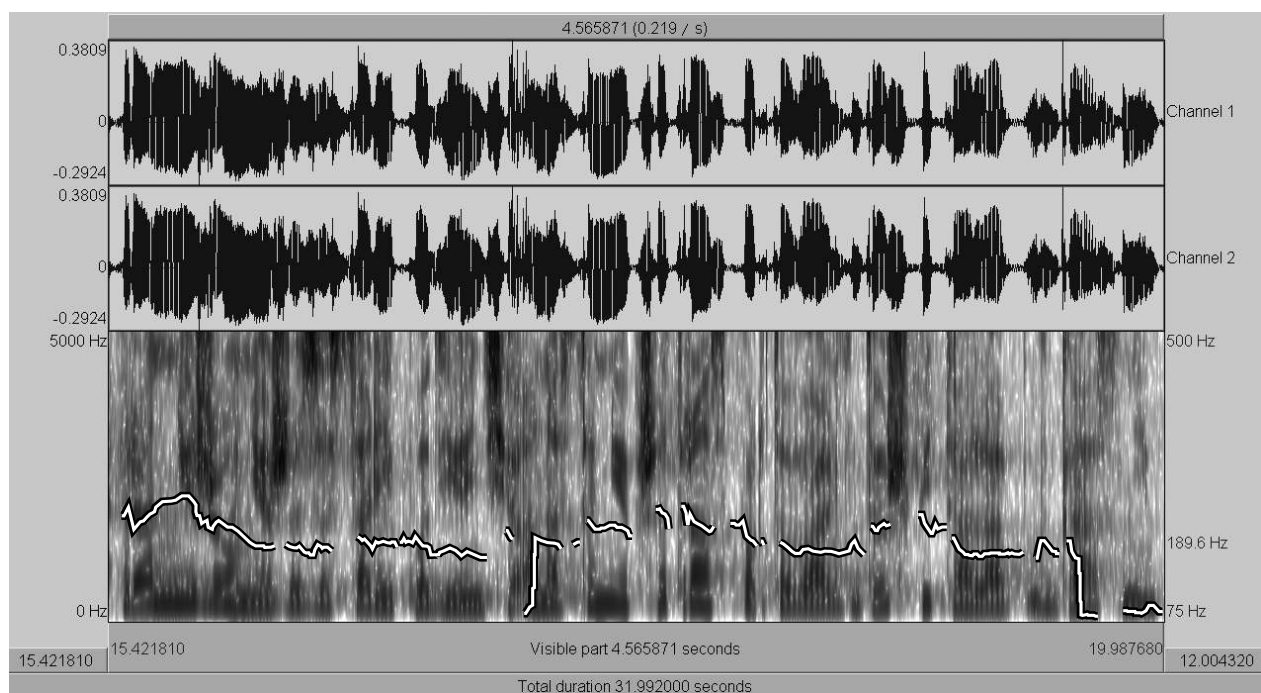 4.565871 (0.219 / s)
0.3809
0
-0.2924
Channel 1
0.3809
0
-0.2924
Channel 2
5000 Hz
500 Hz
189.6 Hz
0 Hz
75 Hz
15.421810
Visible part 4.565871 seconds
19.987680
15.421810
12.004320
Total duration 31.992000 seconds